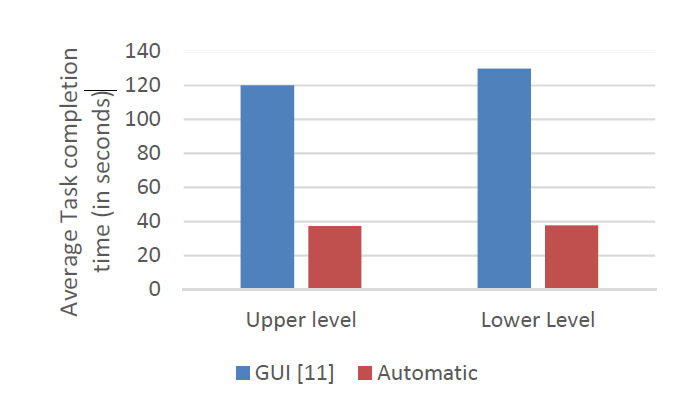 Average Task completion
time (in seconds)
140
120
100
80
60
40
20
0
Upper level
Lower Level
GUI [11]
Automatic